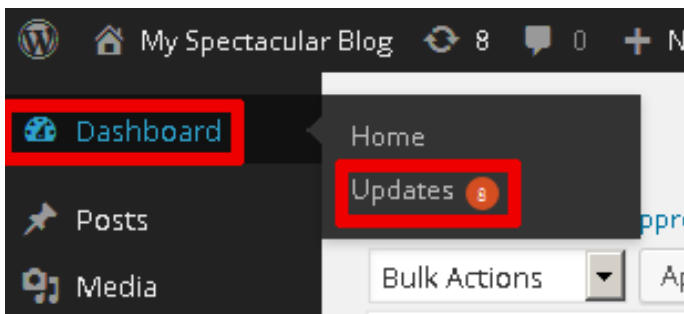 My Spectacular Blog 8 0
Dashboard
Home
Updates 8
Posts
Bulk Actions
Media